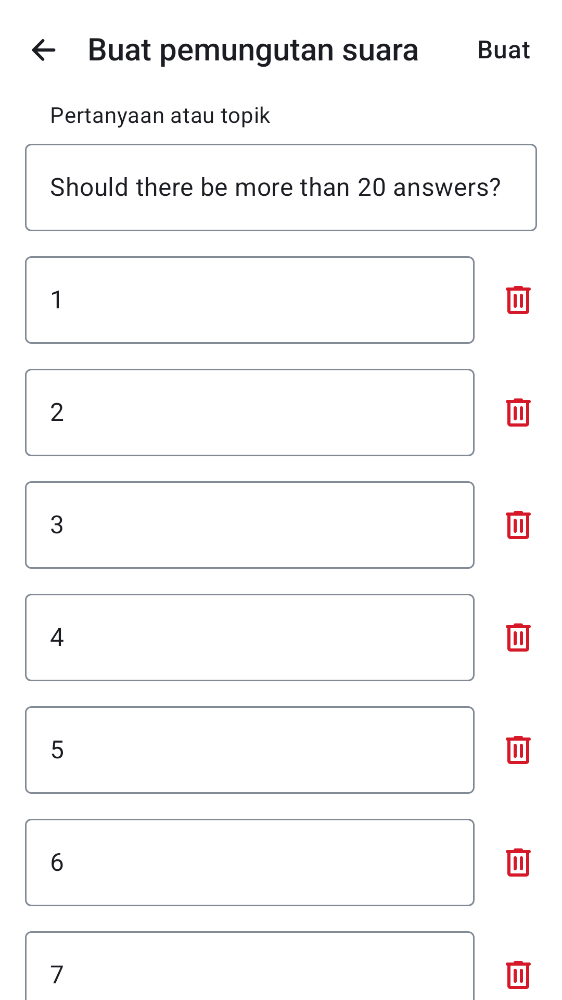 Buat pemungutan suara
Buat
Pertanyaan atau topik
Should there be more than 20 answers?
1
2
3
4
5
6
7